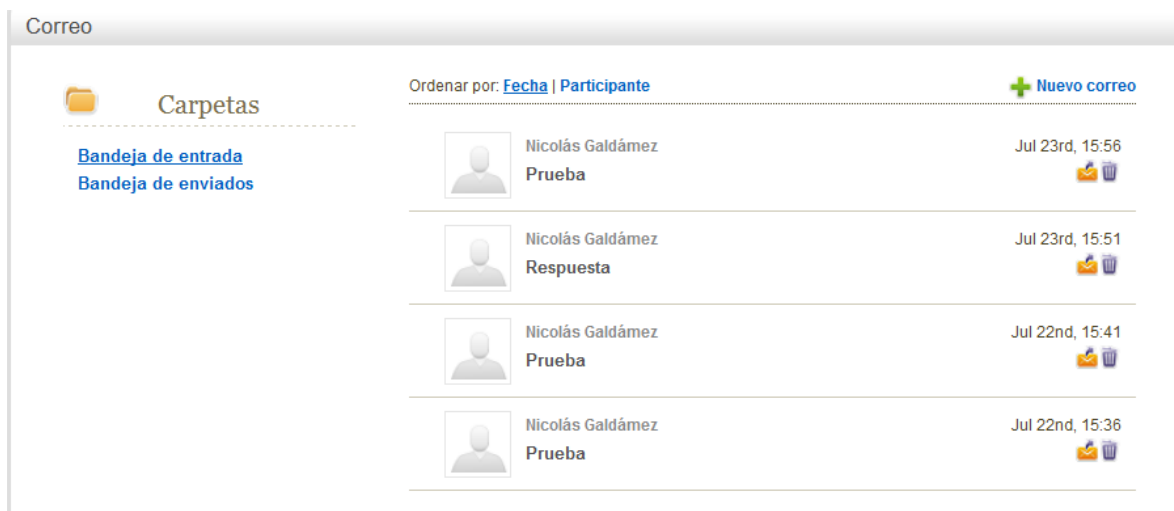 Correo
Carpetas
Bandeja de entrada
Bandeja de enviados
Ordenar por: Fecha | Participante
Nuevo correo
Nicolás Galdámez
Jul 23rd, 15:56
Prueba
Nicolás Galdámez
Jul 23rd, 15:51
Respuesta
Nicolás Galdámez
Jul 22nd, 15:41
Prueba
Nicolás Galdámez
Jul 22nd, 15:36
Prueba